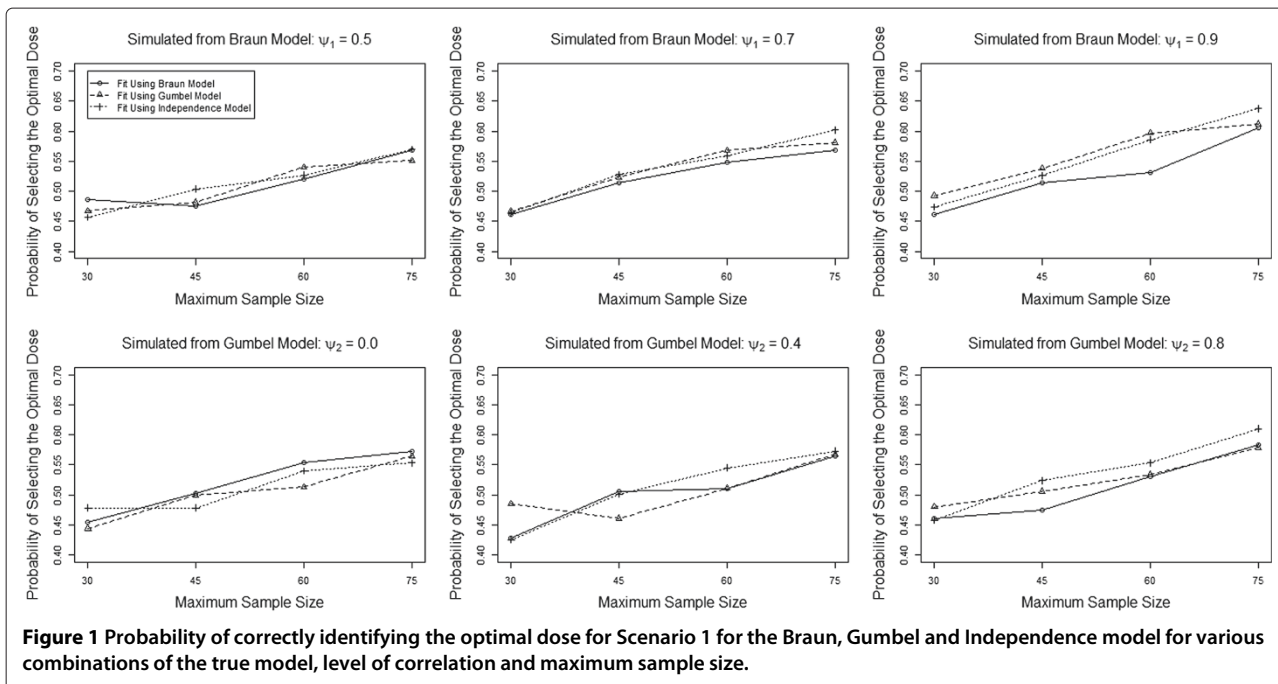 Simulated from Braun Model: ψ1 = 0.5
Probability of Selecting the Optimal Dose
0.70
0.65
0.60
0.55
0.50
0.45
0.40
Fit Using Braun Model
Fit Using Gumbel Model
Fit Using Independence Model
30 45 60 75
Maximum Sample Size
Simulated from Braun Model: ψ1 = 0.7
Probability of Selecting the Optimal Dose
0.70
0.65
0.60
0.55
0.50
0.45
0.40
30 45 60 75
Maximum Sample Size
Simulated from Braun Model: ψ1 = 0.9
Probability of Selecting the Optimal Dose
0.70
0.65
0.60
0.55
0.50
0.45
0.40
30 45 60 75
Maximum Sample Size
Simulated from Gumbel Model: ψ2 = 0.0
Probability of Selecting the Optimal Dose
0.70
0.65
0.60
0.55
0.50
0.45
0.40
30 45 60 75
Maximum Sample Size
Simulated from Gumbel Model: ψ2 = 0.4
Probability of Selecting the Optimal Dose
0.70
0.65
0.60
0.55
0.50
0.45
0.40
30 45 60 75
Maximum Sample Size
Simulated from Gumbel Model: ψ2 = 0.8
Probability of Selecting the Optimal Dose
0.70
0.65
0.60
0.55
0.50
0.45
0.40
30 45 60 75
Maximum Sample Size
Figure 1 Probability of correctly identifying the optimal dose for Scenario 1 for the Braun, Gumbel and Independence model for various
combinations of the true model, level of correlation and maximum sample size.